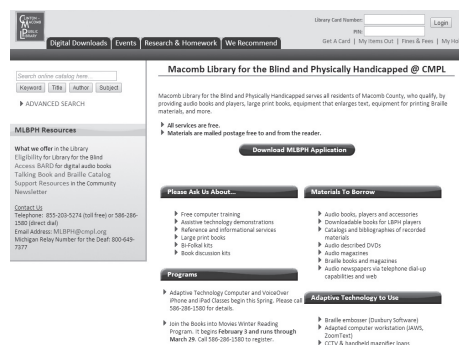 CLINTON-MACOMB PUBLIC LIBRARY
Library Card Number:
PIN:
Login
Digital Downloads
Events
Research & Homework
We Recommend
Get A Card | My Items Out | Fines & Fees | My Ho
Search online catalog here...
Keyword
Title
Author
Subject
ADVANCED SEARCH
MLBPH Resources
What we offer in the Library
Eligibility for Library for the Blind
Access BARD for digital audio books
Talking Book and Braille Catalog
Support Resources in the Community
Newsletter
Contact Us
Telephone: 855-203-5274 (toll free) or 586-286-
1580 (direct dial)
Email Address: MLBPH@cmpl.org
Michigan Relay Number for the Deaf: 800-649-
7377
Macomb Library for the Blind and Physically Handicapped @ CMPL
Macomb Library for the Blind and Physically Handicapped serves all residents of Macomb County, who qualify, by
providing audio books and players, large print books, equipment that enlarges text, equipment for printing Braille
materials, and more.
All services are free.
Materials are mailed postage free to and from the reader.
Download MLBPH Application
Please Ask Us About...
Free computer training
Assistive technology demonstrations
Reference and informational services
Large print books
Bi-Folkal kits
Book discussion kits
Programs
Adaptive Technology Computer and VoiceOver
iPhone and iPad Classes begin this Spring. Please call
586-286-1580 for details.
Join the Books into Movies Winter Reading
Program. It begins February 3 and runs through
March 29. Call 586-286-1580 to register.
Materials To Borrow
Audio books, players and accessories
Downloadable books for LBPH players
Catalogs and bibliographies of recorded
materials
Audio described DVDs
Audio magazines
Braille books and magazines
Audio newspapers via telephone dial-up
capabilities and web
Adaptive Technology to Use
Braille embosser (Duxbury Software)
Adapted computer workstation (JAWS,
ZoomText)
CCTV & handheld magnifier loans